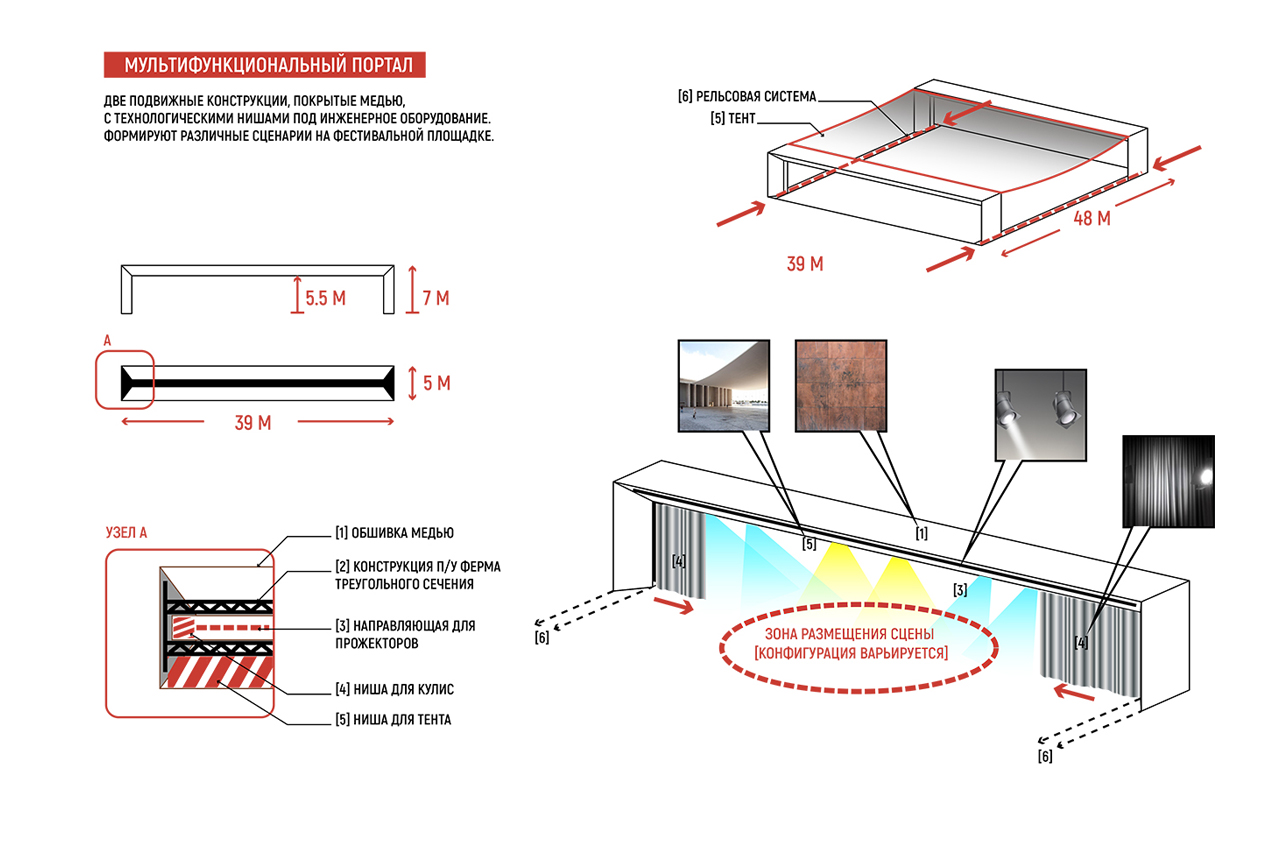 МУЛЬТИФУНКЦИОНАЛЬНЫЙ ПОРТАЛ
ДВЕ ПОДВИЖНЫЕ КОНСТРУКЦИИ, ПОКРЫТЫЕ МЕДЬЮ,
С ТЕХНОЛОГИЧЕСКИМИ НИШАМИ ПОД ИНЖЕНЕРНОЕ ОБОРУДОВАНИЕ.
ФОРМИРУЮТ РАЗЛИЧНЫЕ СЦЕНАРИИ НА ФЕСТИВАЛЬНОЙ ПЛОЩАДКЕ.
[6] РЕЛЬСОВАЯ СИСТЕМА
[5] ТЕНТ
48 М
39 М
5.5 М
7 М
А
5 М
39 М
УЗЕЛ А
[1] ОБШИВКА МЕДЬЮ
[2] КОНСТРУКЦИЯ П/У ФЕРМА
ТРЕУГОЛЬНОГО СЕЧЕНИЯ
[3] НАПРАВЛЯЮЩАЯ ДЛЯ
ПРОЖЕКТОРОВ
[4] НИША ДЛЯ КУЛИС
[5] НИША ДЛЯ ТЕНТА
[1]
[5]
[4]
[3]
[6]
ЗОНА РАЗМЕЩЕНИЯ СЦЕНЫ
[КОНФИГУРАЦИЯ ВАРЬИРУЕТСЯ]
[4]
[6]